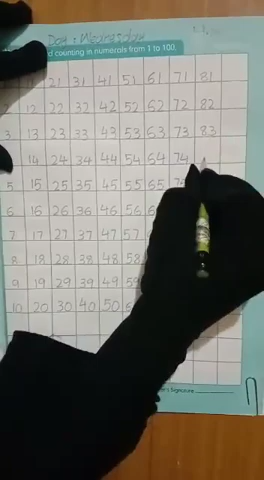 Day : Wednesday
d counting in numerals from 1 to 100.
21 31 41 51 61 71 81
2 12 22 32 42 52 62 72 82
3 13 23 33 43 53 63 73 83
14 24 34 44 54 64 74
5 15 25 35 45 55 65
6 16 26 36 46 56
7 17 27 37 47 57
8 18 28 38 48 58
9 19 29 39 49 59
10 20 30 40 50
Signature